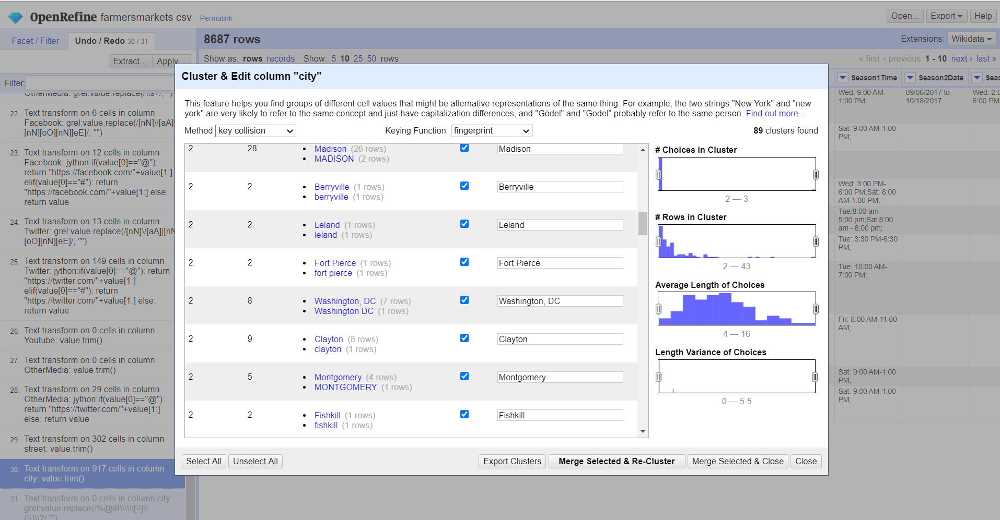 OpenRefine farmersmarkets csv Permalink
Open... Export Help
Facet / Filter Undo / Redo 30 / 31
8687 rows
Extensions: Wikidata
Extract... Apply
Show as: rows records Show: 5 10 25 50 rows
« first ‹ previous 1 - 10 next › last »
Filter:
22. Text transform on 6 cells in column
Facebook: grel:value.replace(/[nN]\/[aA]|
[nN][oO][nN][eE]/, "")
23. Text transform on 12 cells in column
Facebook: jython:if(value[0]=="@"):
return "https://facebook.com/"+value[1:]
elif(value[0]=="#"): return
"https://facebook.com/"+value[1:] else:
return value
24. Text transform on 13 cells in column
Twitter: grel:value.replace(/[nN]\/[aA]|[nN
[oO][nN][eE]/, "")
25. Text transform on 149 cells in column
Twitter: jython:if(value[0]=="@"): return
"https://twitter.com/"+value[1:]
elif(value[0]=="#"): return
"https://twitter.com/"+value[1:] else:
return value
26. Text transform on 0 cells in column
Youtube: value.trim()
27. Text transform on 0 cells in column
OtherMedia: value.trim()
28. Text transform on 29 cells in column
OtherMedia: jython:if(value[0]=="@"):
return "https://twitter.com/"+value[1:]
else: return value
29. Text transform on 302 cells in column
street: value.trim()
30. Text transform on 917 cells in column
city: value.trim()
31. Text transform on 0 cells in column city:
Cluster & Edit column "city"
This feature helps you find groups of different cell values that might be alternative representations of the same thing. For example, the two strings "New York" and "new
york" are very likely to refer to the same concept and just have capitalization differences, and "Gödel" and "Godel" probably refer to the same person. Find out more...
Method key collision Keying Function fingerprint 89 clusters found
2 28 • Madison (26 rows) Madison
• MADISON (2 rows)
2 2 • Berryville (1 rows) Berryville
• berryville (1 rows)
2 2 • Leland (1 rows) Leland
• leland (1 rows)
2 2 • Fort Pierce (1 rows) Fort Pierce
• fort pierce (1 rows)
2 8 • Washington, DC (7 rows) Washington, DC
• Washington DC (1 rows)
2 9 • Clayton (8 rows) Clayton
• clayton (1 rows)
2 5 • Montgomery (4 rows) Montgomery
• MONTGOMERY (1 rows)
2 2 • Fishkill (1 rows) Fishkill
• fishkill (1 rows)
# Choices in Cluster
2 — 3
# Rows in Cluster
2 — 43
Average Length of Choices
4 — 16
Length Variance of Choices
0 — 5.5
Select All Unselect All Export Clusters Merge Selected & Re-Cluster Merge Selected & Close Close
Season1Time Season2Date Seas
Wed: 9:00 AM-
1:00 PM;
09/06/2017 to
10/18/2017
Wed: 2:0
6:00 PM
Sat: 9:00 AM-1:00
PM;
Wed: 3:00 PM-
6:00 PM;Sat: 8:00
AM-1:00 PM;
Tue:8:00 am -
5:00 pm;Sat:8:00
am - 8:00 pm;
Tue: 3:30 PM-6:30
PM;
Tue: 10:00 AM-
7:00 PM;
Fri: 8:00 AM-11:00
AM;
Sat: 9:00 AM-1:00
PM;
Sat: 9:00 AM-1:00
PM;